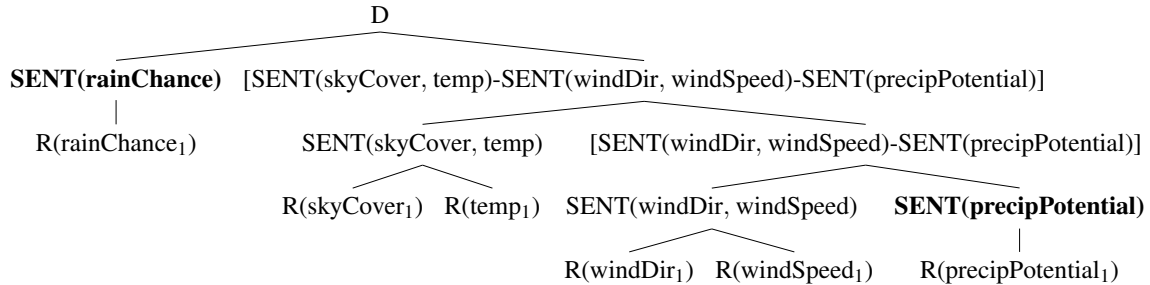 D
SENT(rainChance) [SENT(skyCover, temp)-SENT(windDir, windSpeed)-SENT(precipPotential)]
R(rainChance₁) SENT(skyCover, temp) [SENT(windDir, windSpeed)-SENT(precipPotential)]
R(skyCover₁) R(temp₁) SENT(windDir, windSpeed) SENT(precipPotential)
R(windDir₁) R(windSpeed₁) R(precipPotential₁)